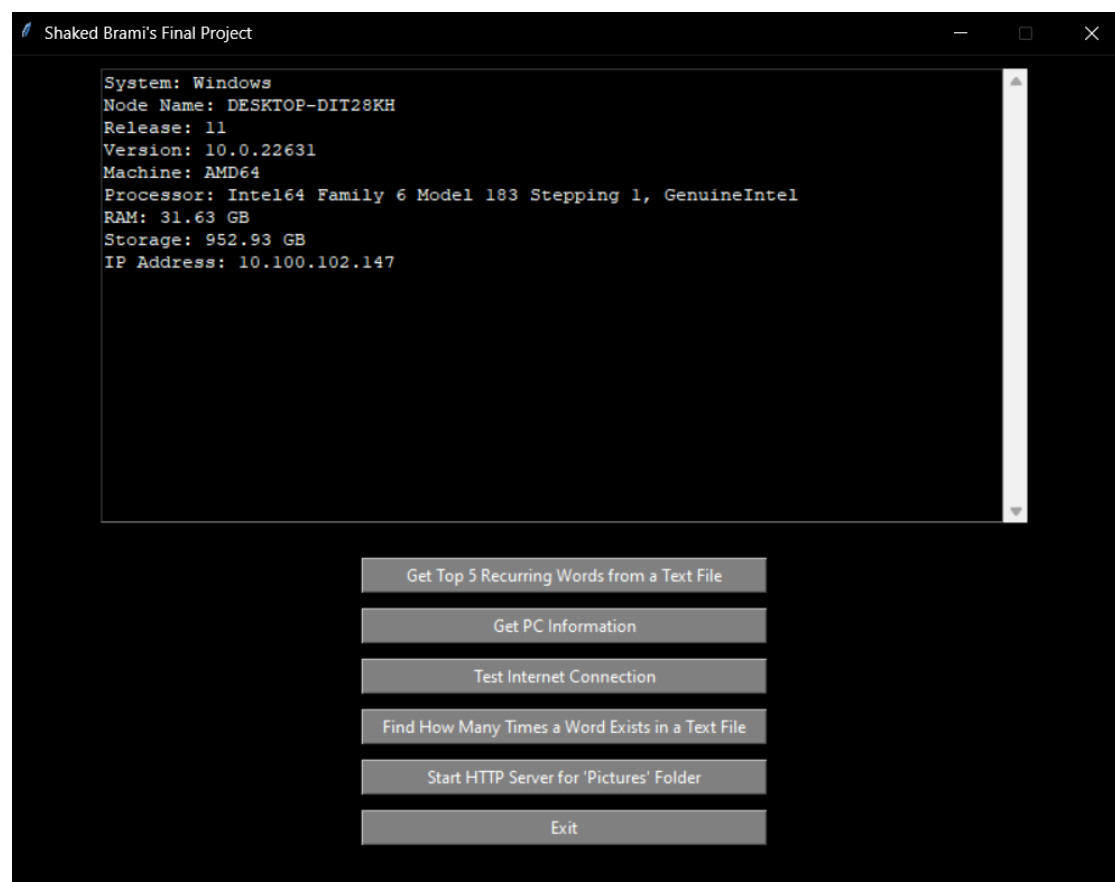 Shaked Brami's Final Project
System: Windows
Node Name: DESKTOP-DIT28KH
Release: 11
Version: 10.0.22631
Machine: AMD64
Processor: Intel64 Family 6 Model 183 Stepping 1, GenuineIntel
RAM: 31.63 GB
Storage: 952.93 GB
IP Address: 10.100.102.147
Get Top 5 Recurring Words from a Text File
Get PC Information
Test Internet Connection
Find How Many Times a Word Exists in a Text File
Start HTTP Server for 'Pictures' Folder
Exit